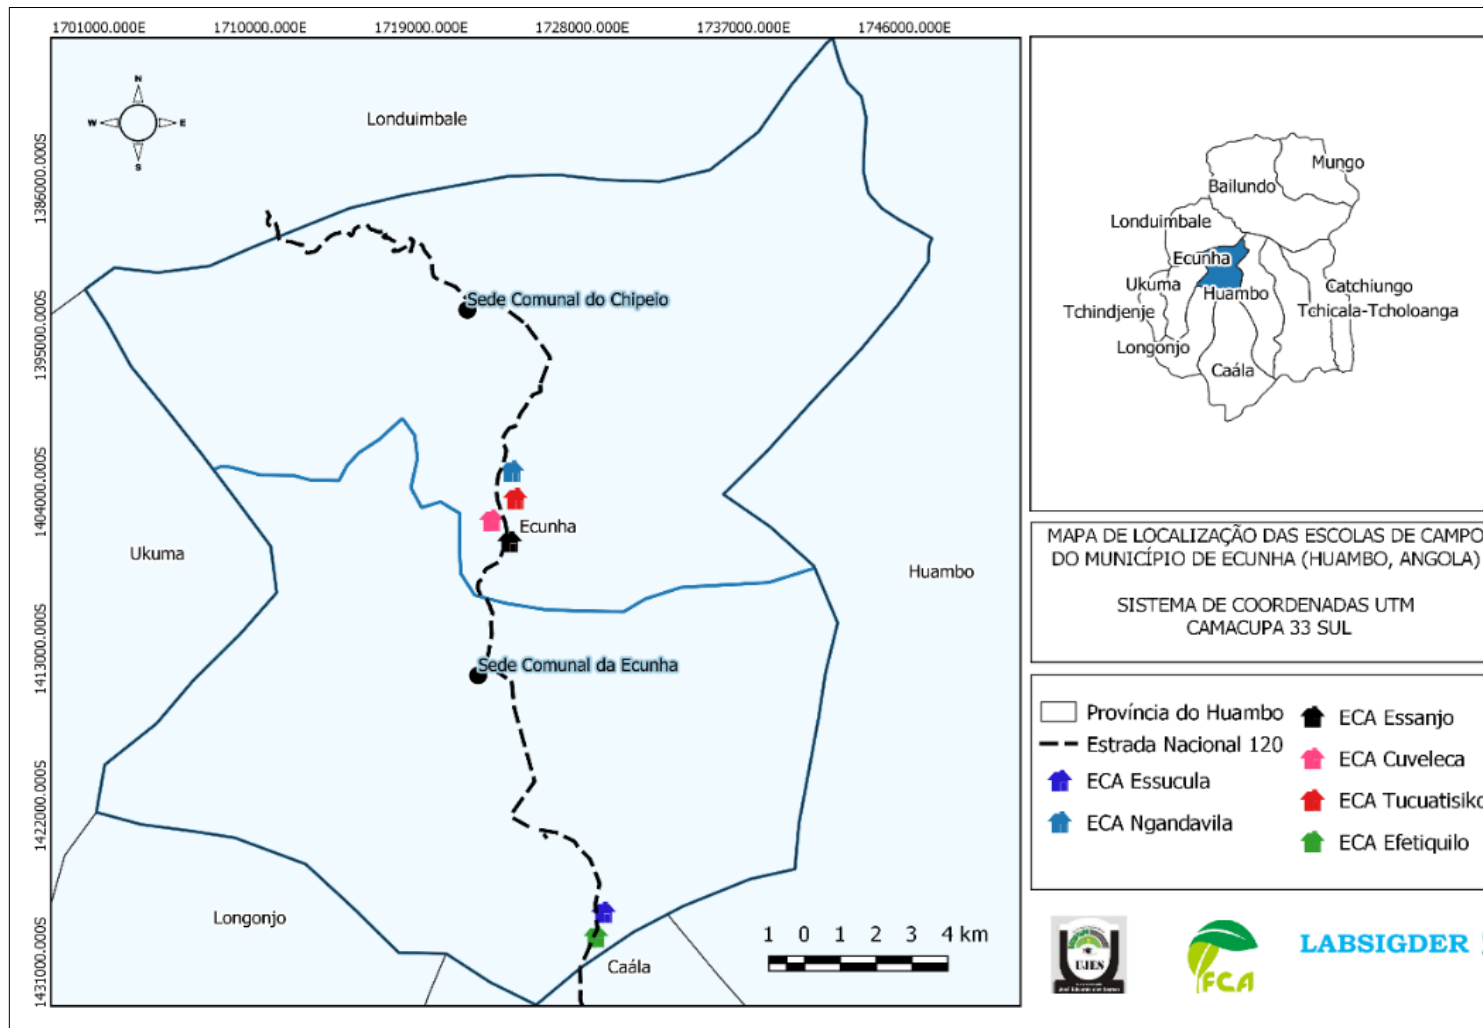 1701000.000E 1710000.000E 1719000.000E 1728000.000E 1737000.000E 1746000.000E
1386000.000S
1395000.000S
1404000.000S
1413000.000S
1422000.000S
1431000.000S
N
W E
S
Londuimbale
Sede Comunal do Chipeio
Ecunha
Ukuma
Huambo
Sede Comunal da Ecunha
Longonjo
Caála
1 0 1 2 3 4 km
Mungo
Bailundo
Londuimbale
Ecunha
Ukuma
Huambo
Catchiungo
Tchindjenje
Tchicala-Tcholoanga
Longonjo
Caála
MAPA DE LOCALIZAÇÃO DAS ESCOLAS DE CAMPO
DO MUNICÍPIO DE ECUNHA (HUAMBO, ANGOLA)
SISTEMA DE COORDENADAS UTM
CAMACUPA 33 SUL
Província do Huambo
Estrada Nacional 120
ECA Essucula
ECA Ngandavila
ECA Essanjo
ECA Cuveleca
ECA Tucuatisiko
ECA Efetiquilo
UJES
FCA
LABSIGDER